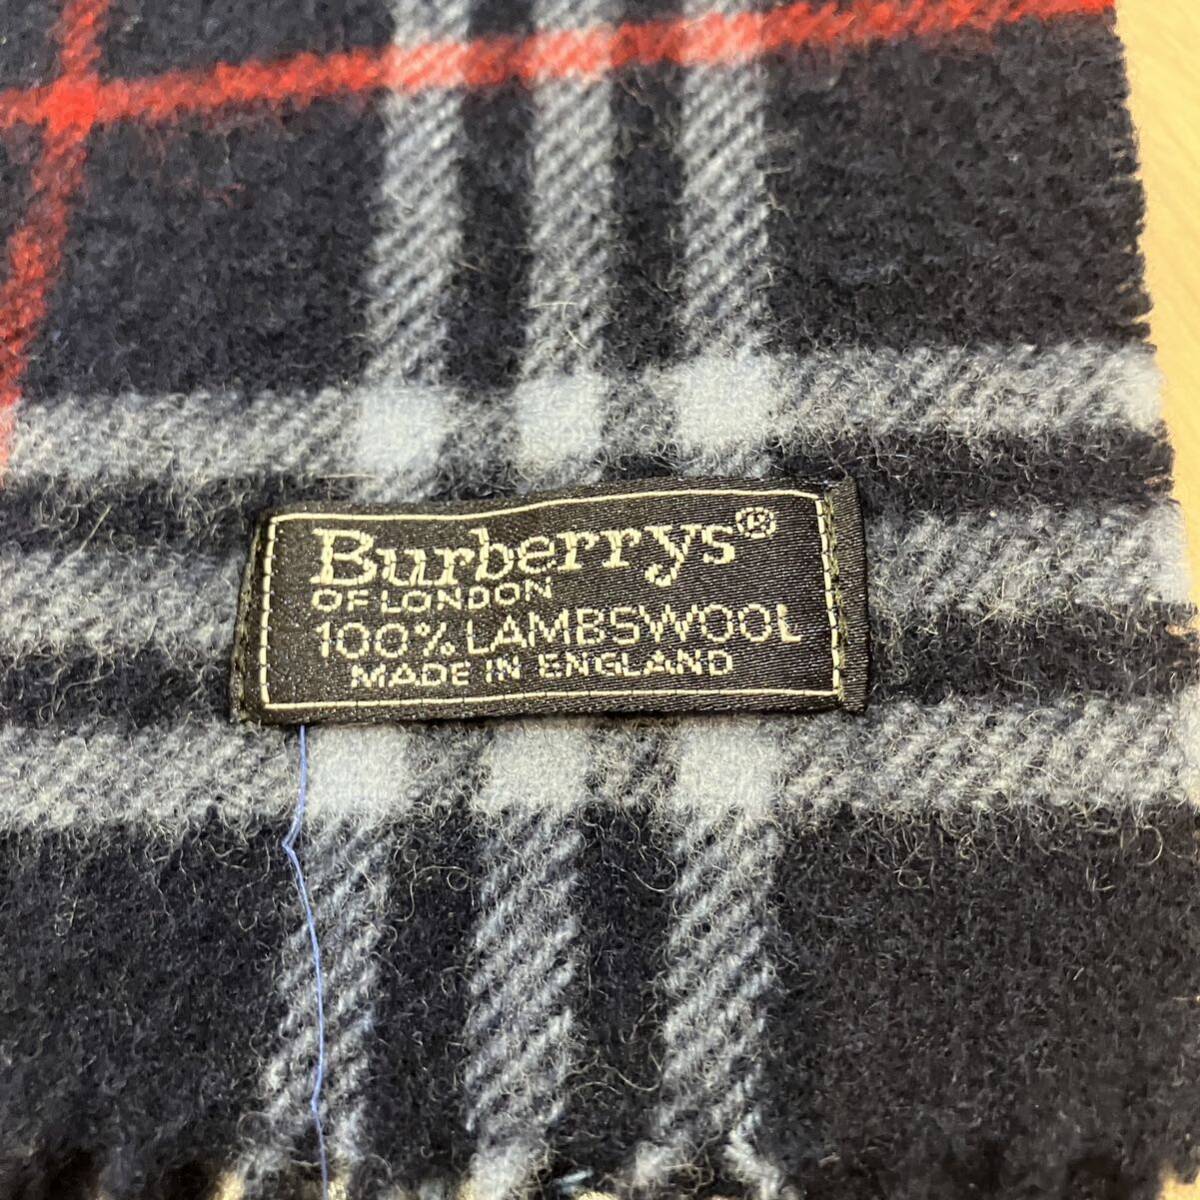 Burberrys®
OF LONDON
100% LAMBSWOOL
MADE IN ENGLAND